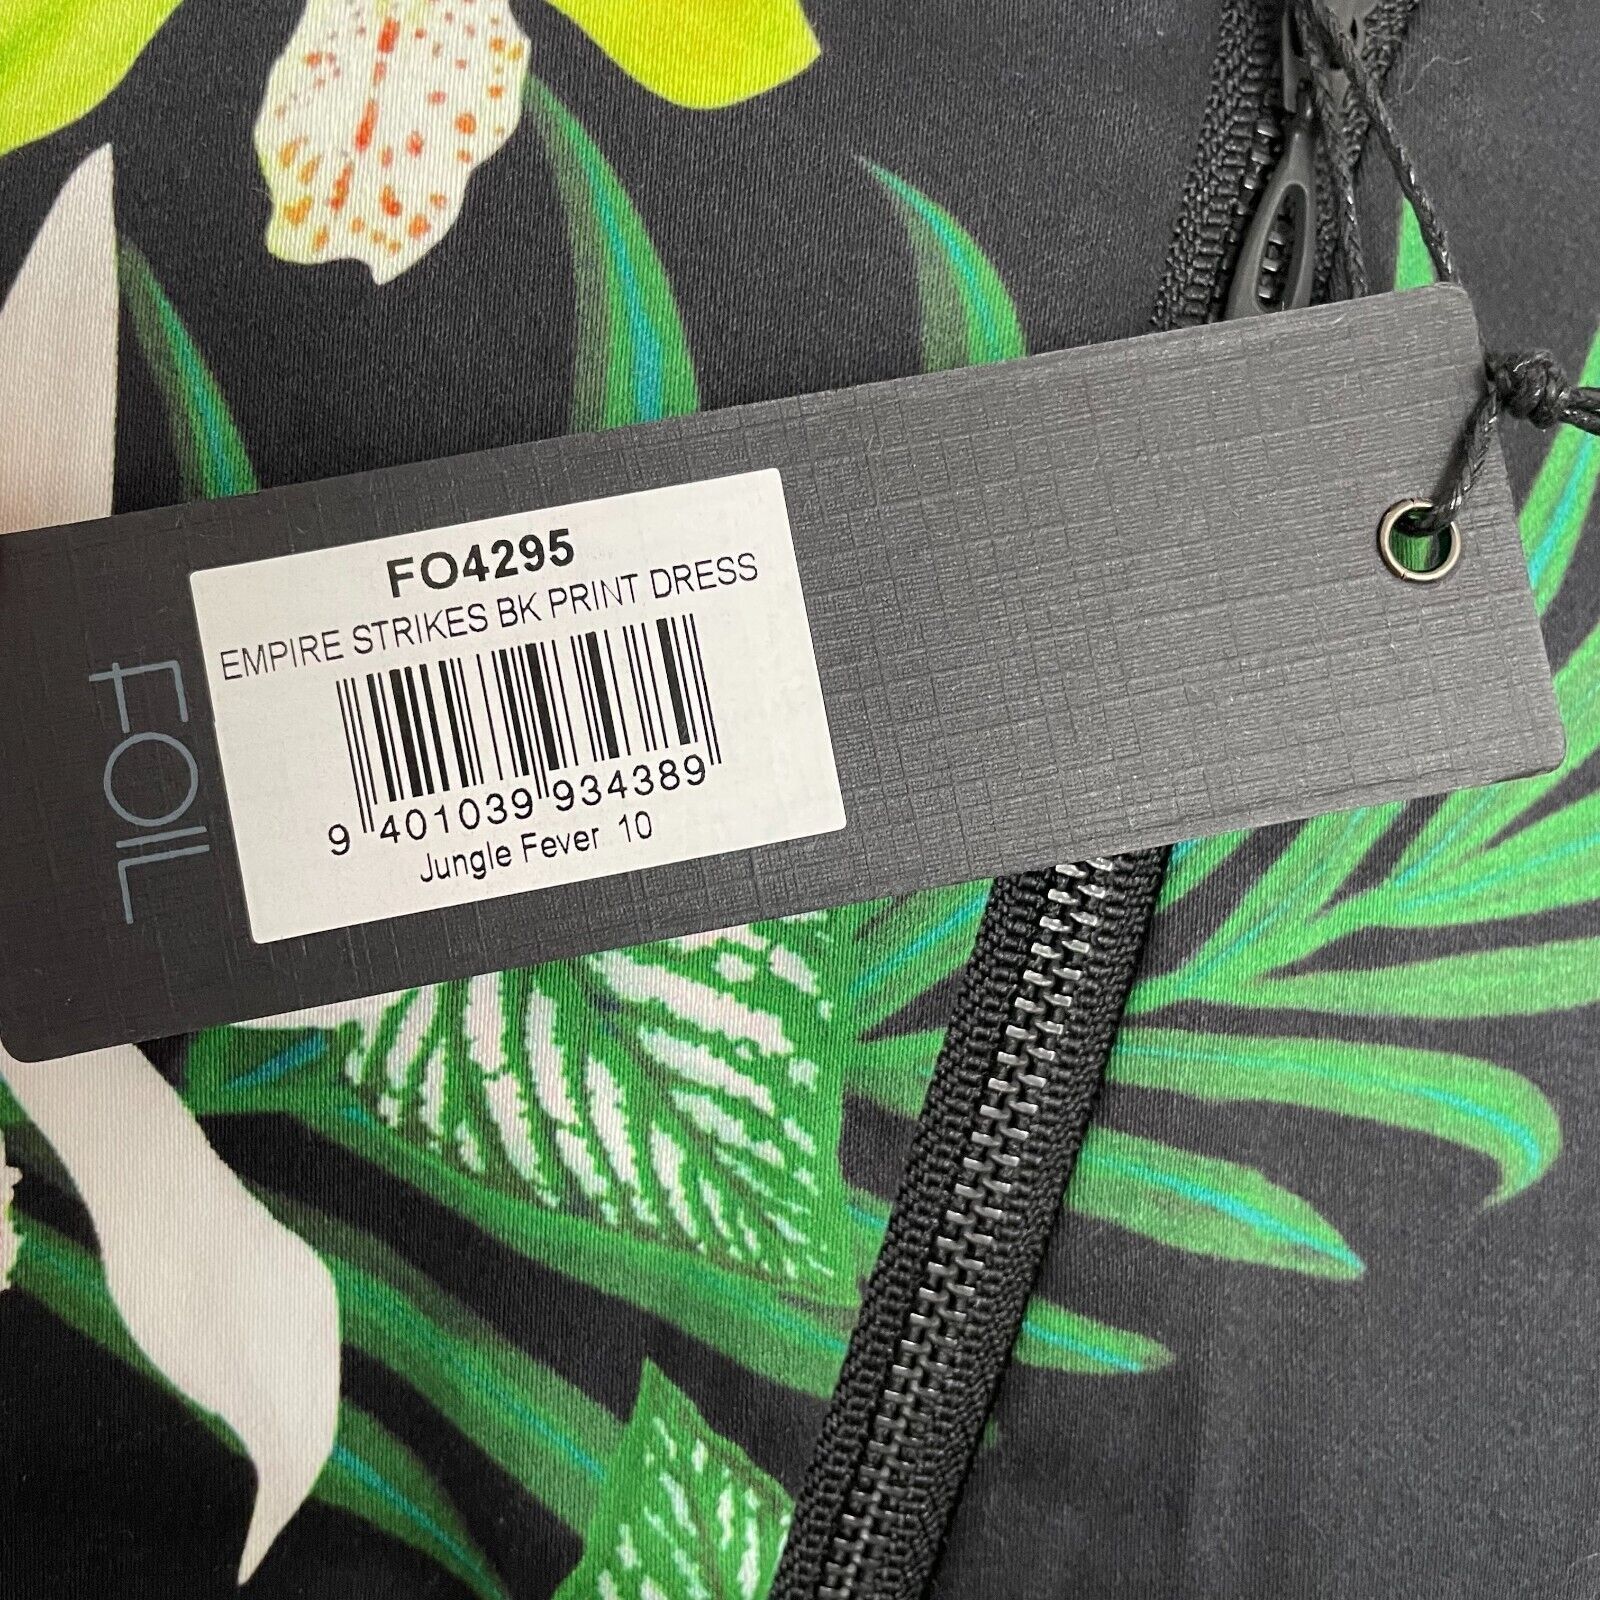 FO4295
EMPIRE STRIKES BK PRINT DRESS
9 401039 934389
Jungle Fever 10
FOIL